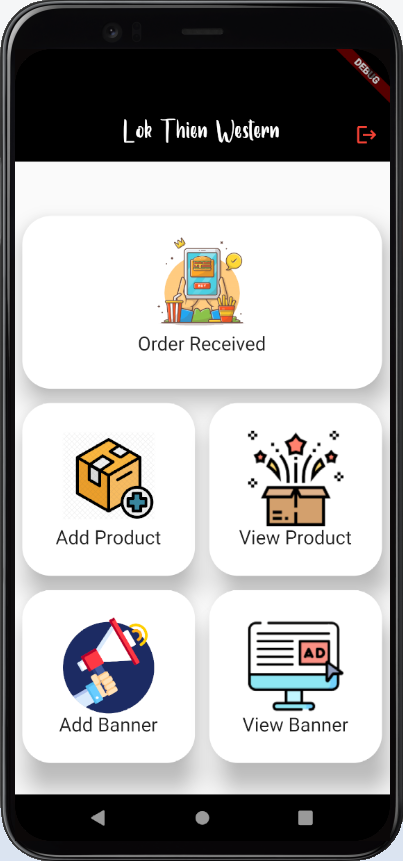 DEBUG
Lok Thien Western
Order Received
Add Product
View Product
AD
Add Banner
View Banner